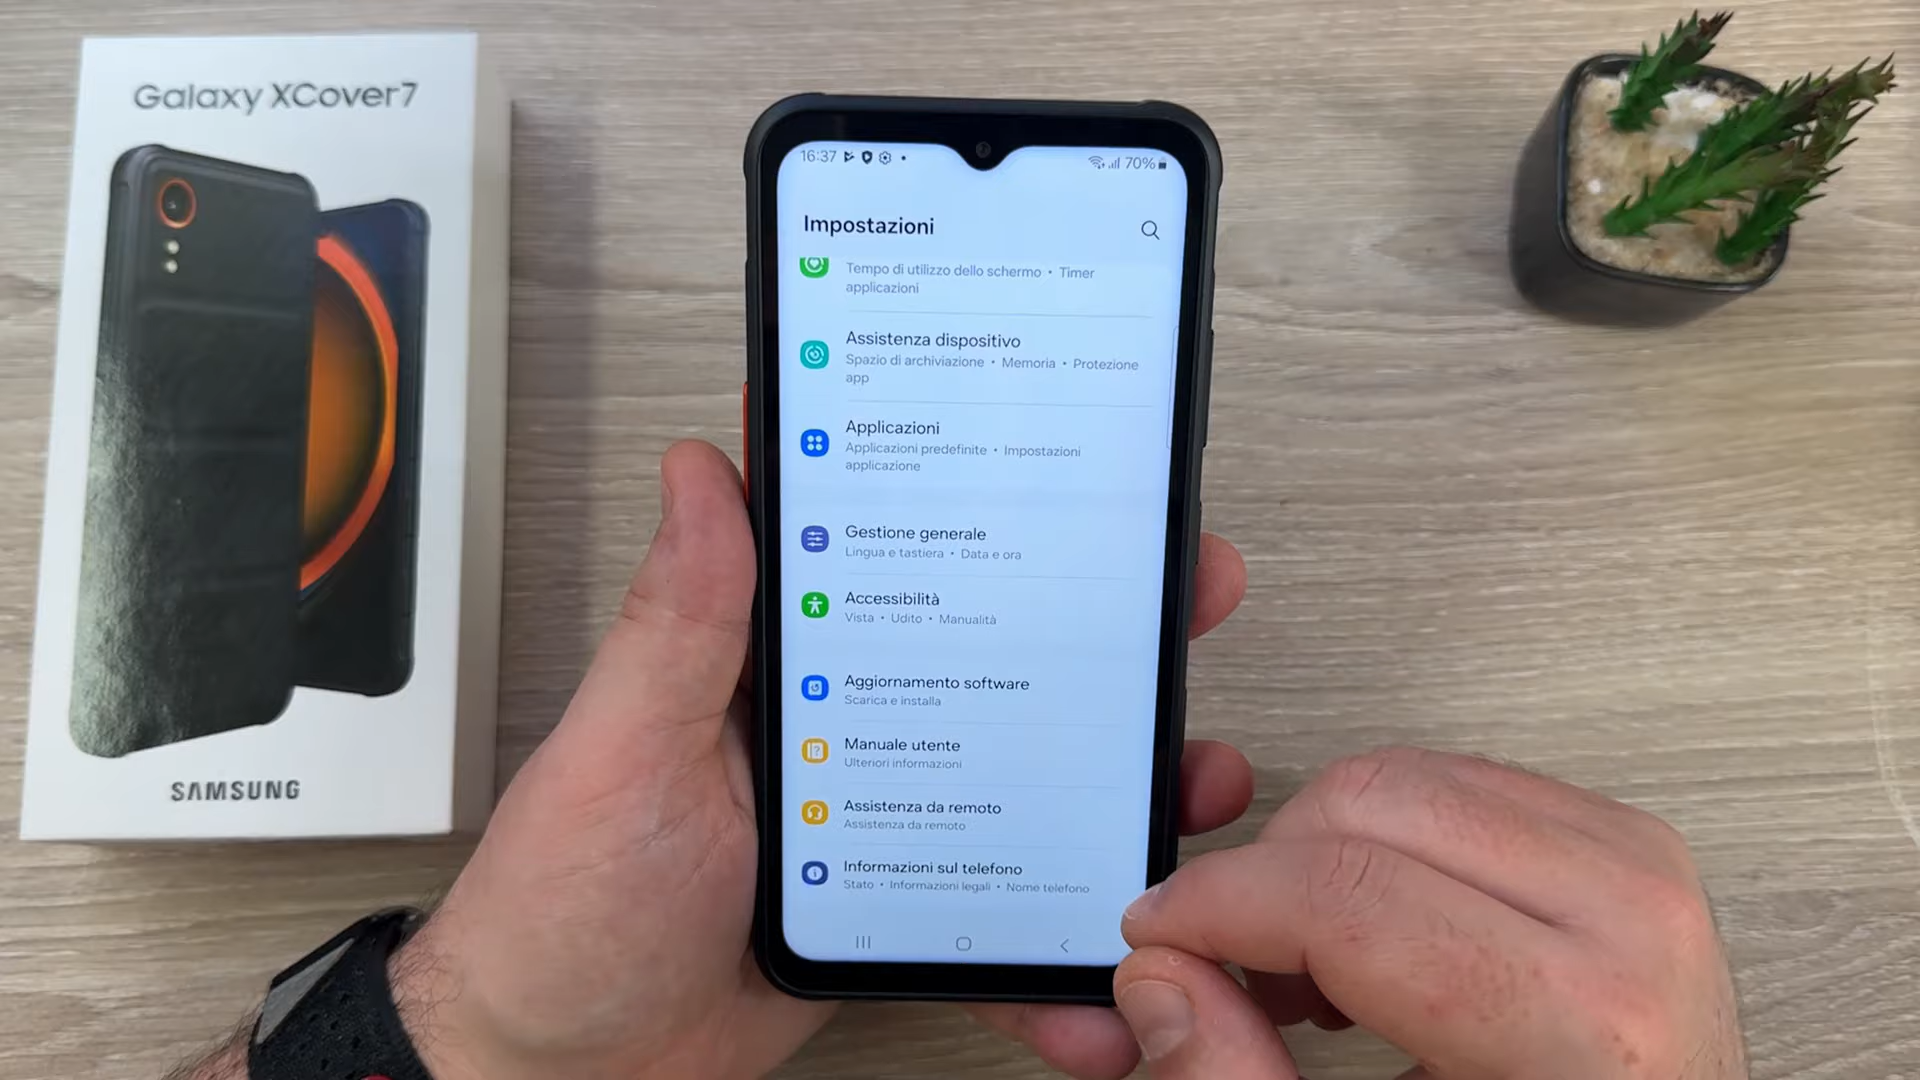 Galaxy XCover7
SAMSUNG
16:37
70%
Impostazioni
Tempo di utilizzo dello schermo • Timer
applicazioni
Assistenza dispositivo
Spazio di archiviazione • Memoria • Protezione
app
Applicazioni
Applicazioni predefinite • Impostazioni
applicazione
Gestione generale
Lingua e tastiera • Data e ora
Accessibilità
Vista • Udito • Manualità
Aggiornamento software
Scarica e installa
Manuale utente
Ulteriori informazioni
Assistenza da remoto
Assistenza da remoto
Informazioni sul telefono
Stato • Informazioni legali • Nome telefono